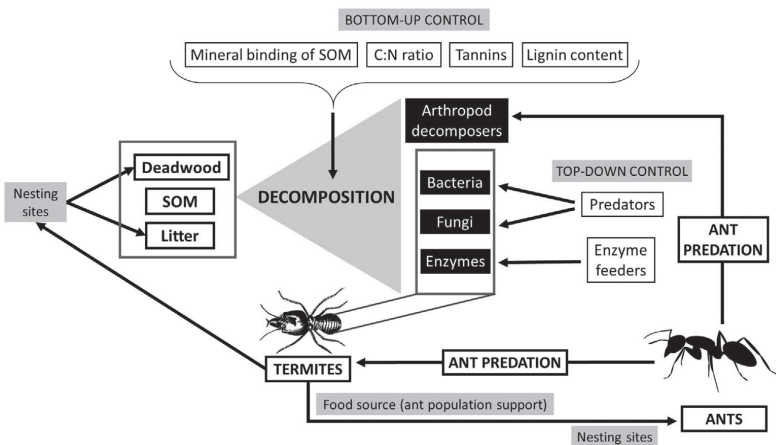 BOTTOM-UP CONTROL
Mineral binding of SOM
C:N ratio
Tannins
Lignin content
Arthropod
decomposers
Deadwood
SOM
Litter
Nesting
sites
DECOMPOSITION
Bacteria
Fungi
Enzymes
TOP-DOWN CONTROL
Predators
Enzyme
feeders
ANT
PREDATION
TERMITES
ANT PREDATION
Food source (ant population support)
ANTS
Nesting sites